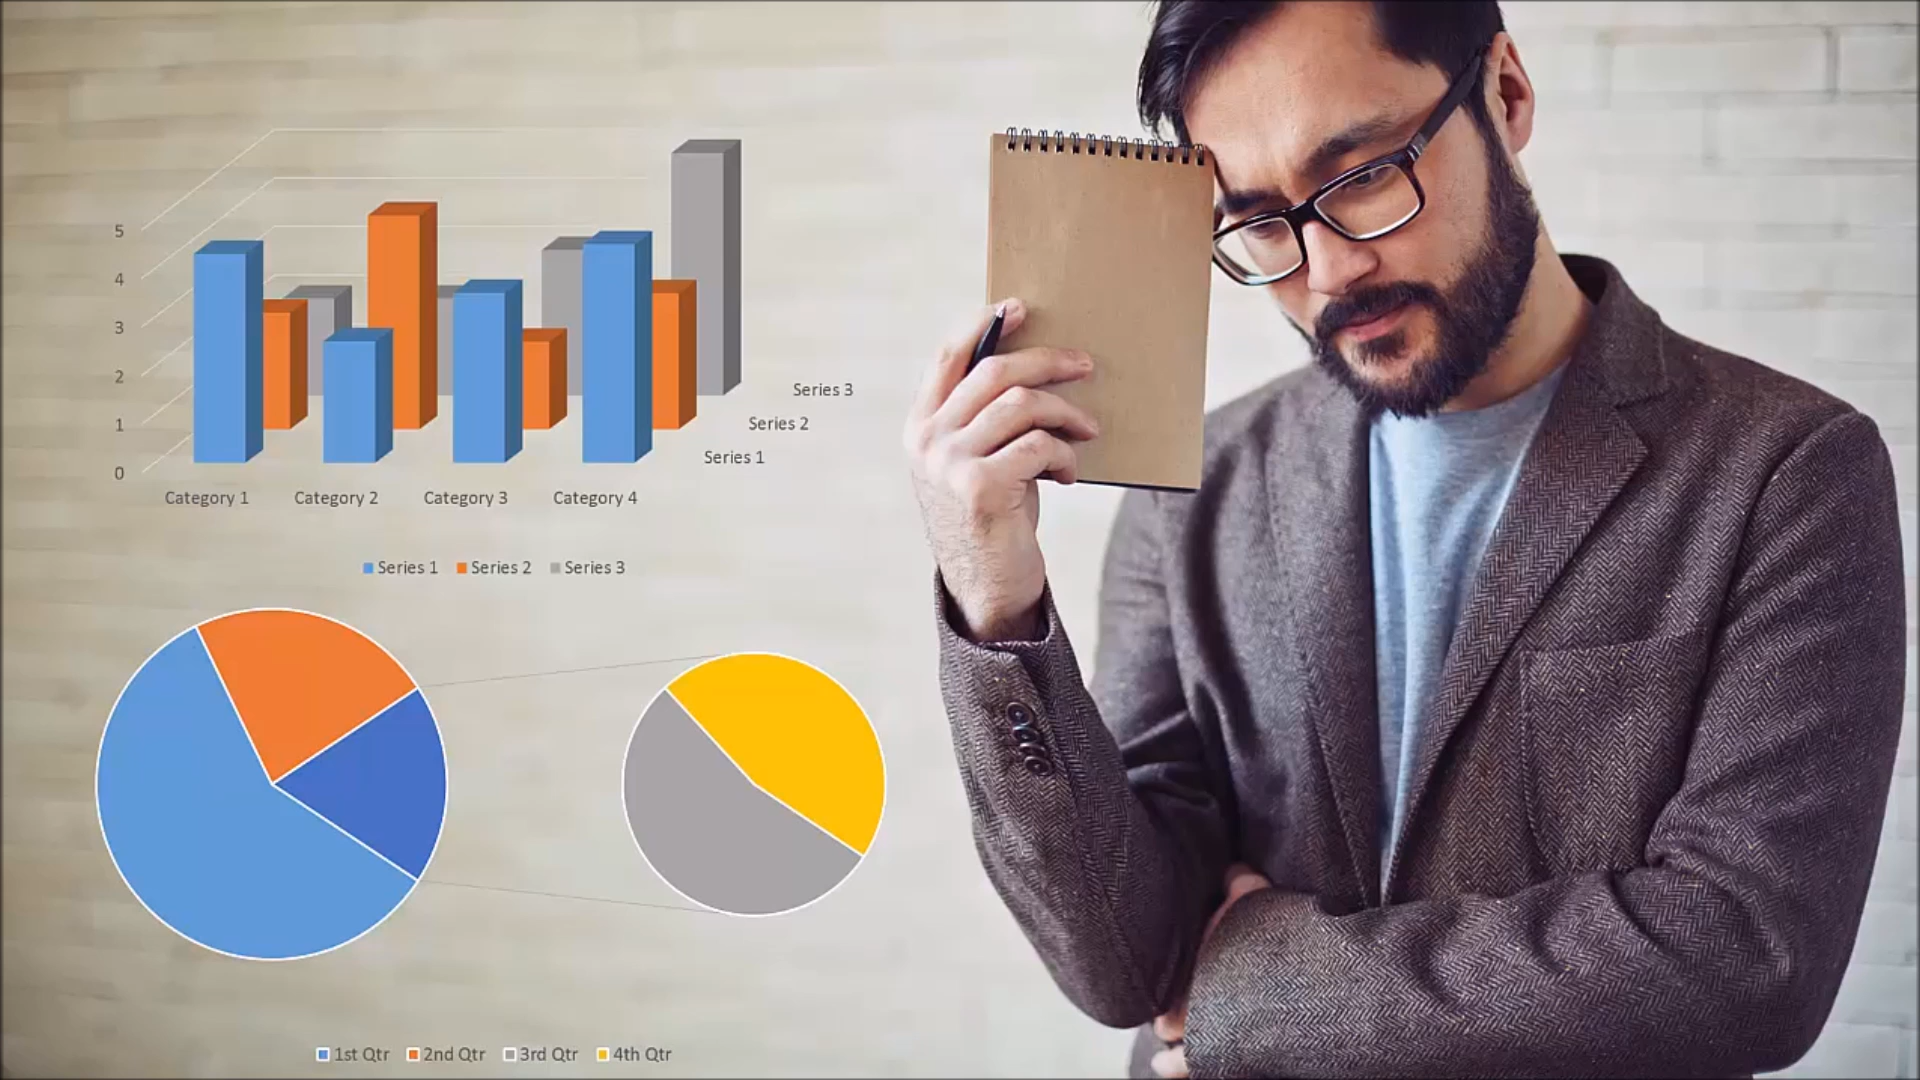 5
4
3
2
1
0
Series 3
Series 2
Series 1
Category 1 Category 2 Category 3 Category 4
Series 1 Series 2 Series 3
1st Qtr 2nd Qtr 3rd Qtr 4th Qtr